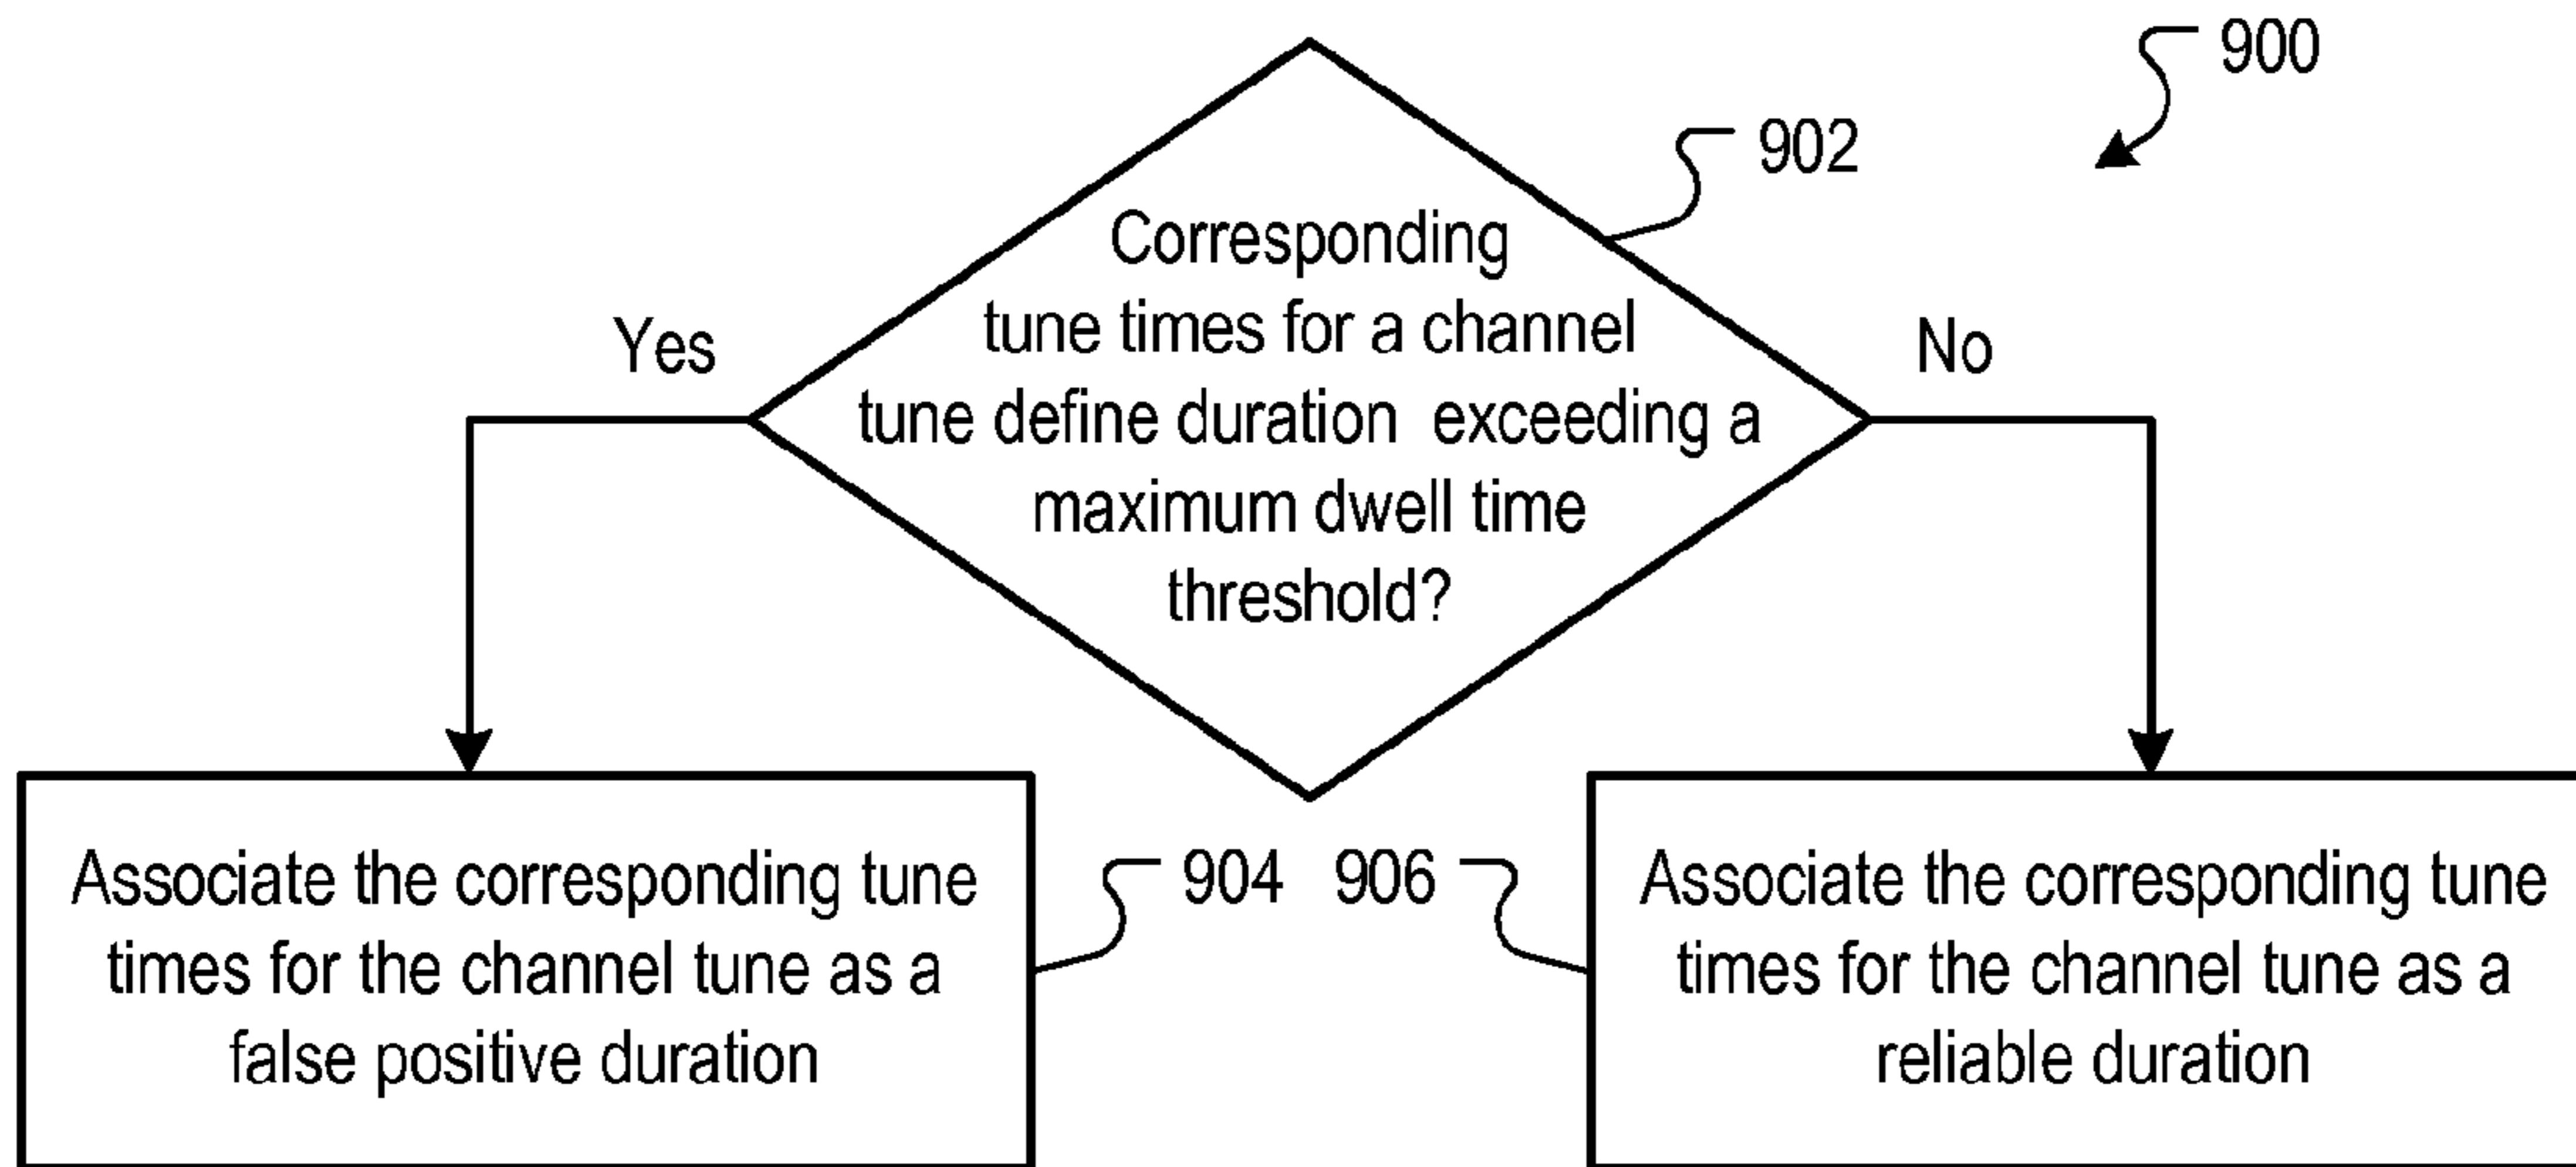 900
902
Corresponding
tune times for a channel
tune define duration exceeding a
maximum dwell time
threshold?
Yes
No
Associate the corresponding tune
times for the channel tune as a
false positive duration
904
906
Associate the corresponding tune
times for the channel tune as a
reliable duration